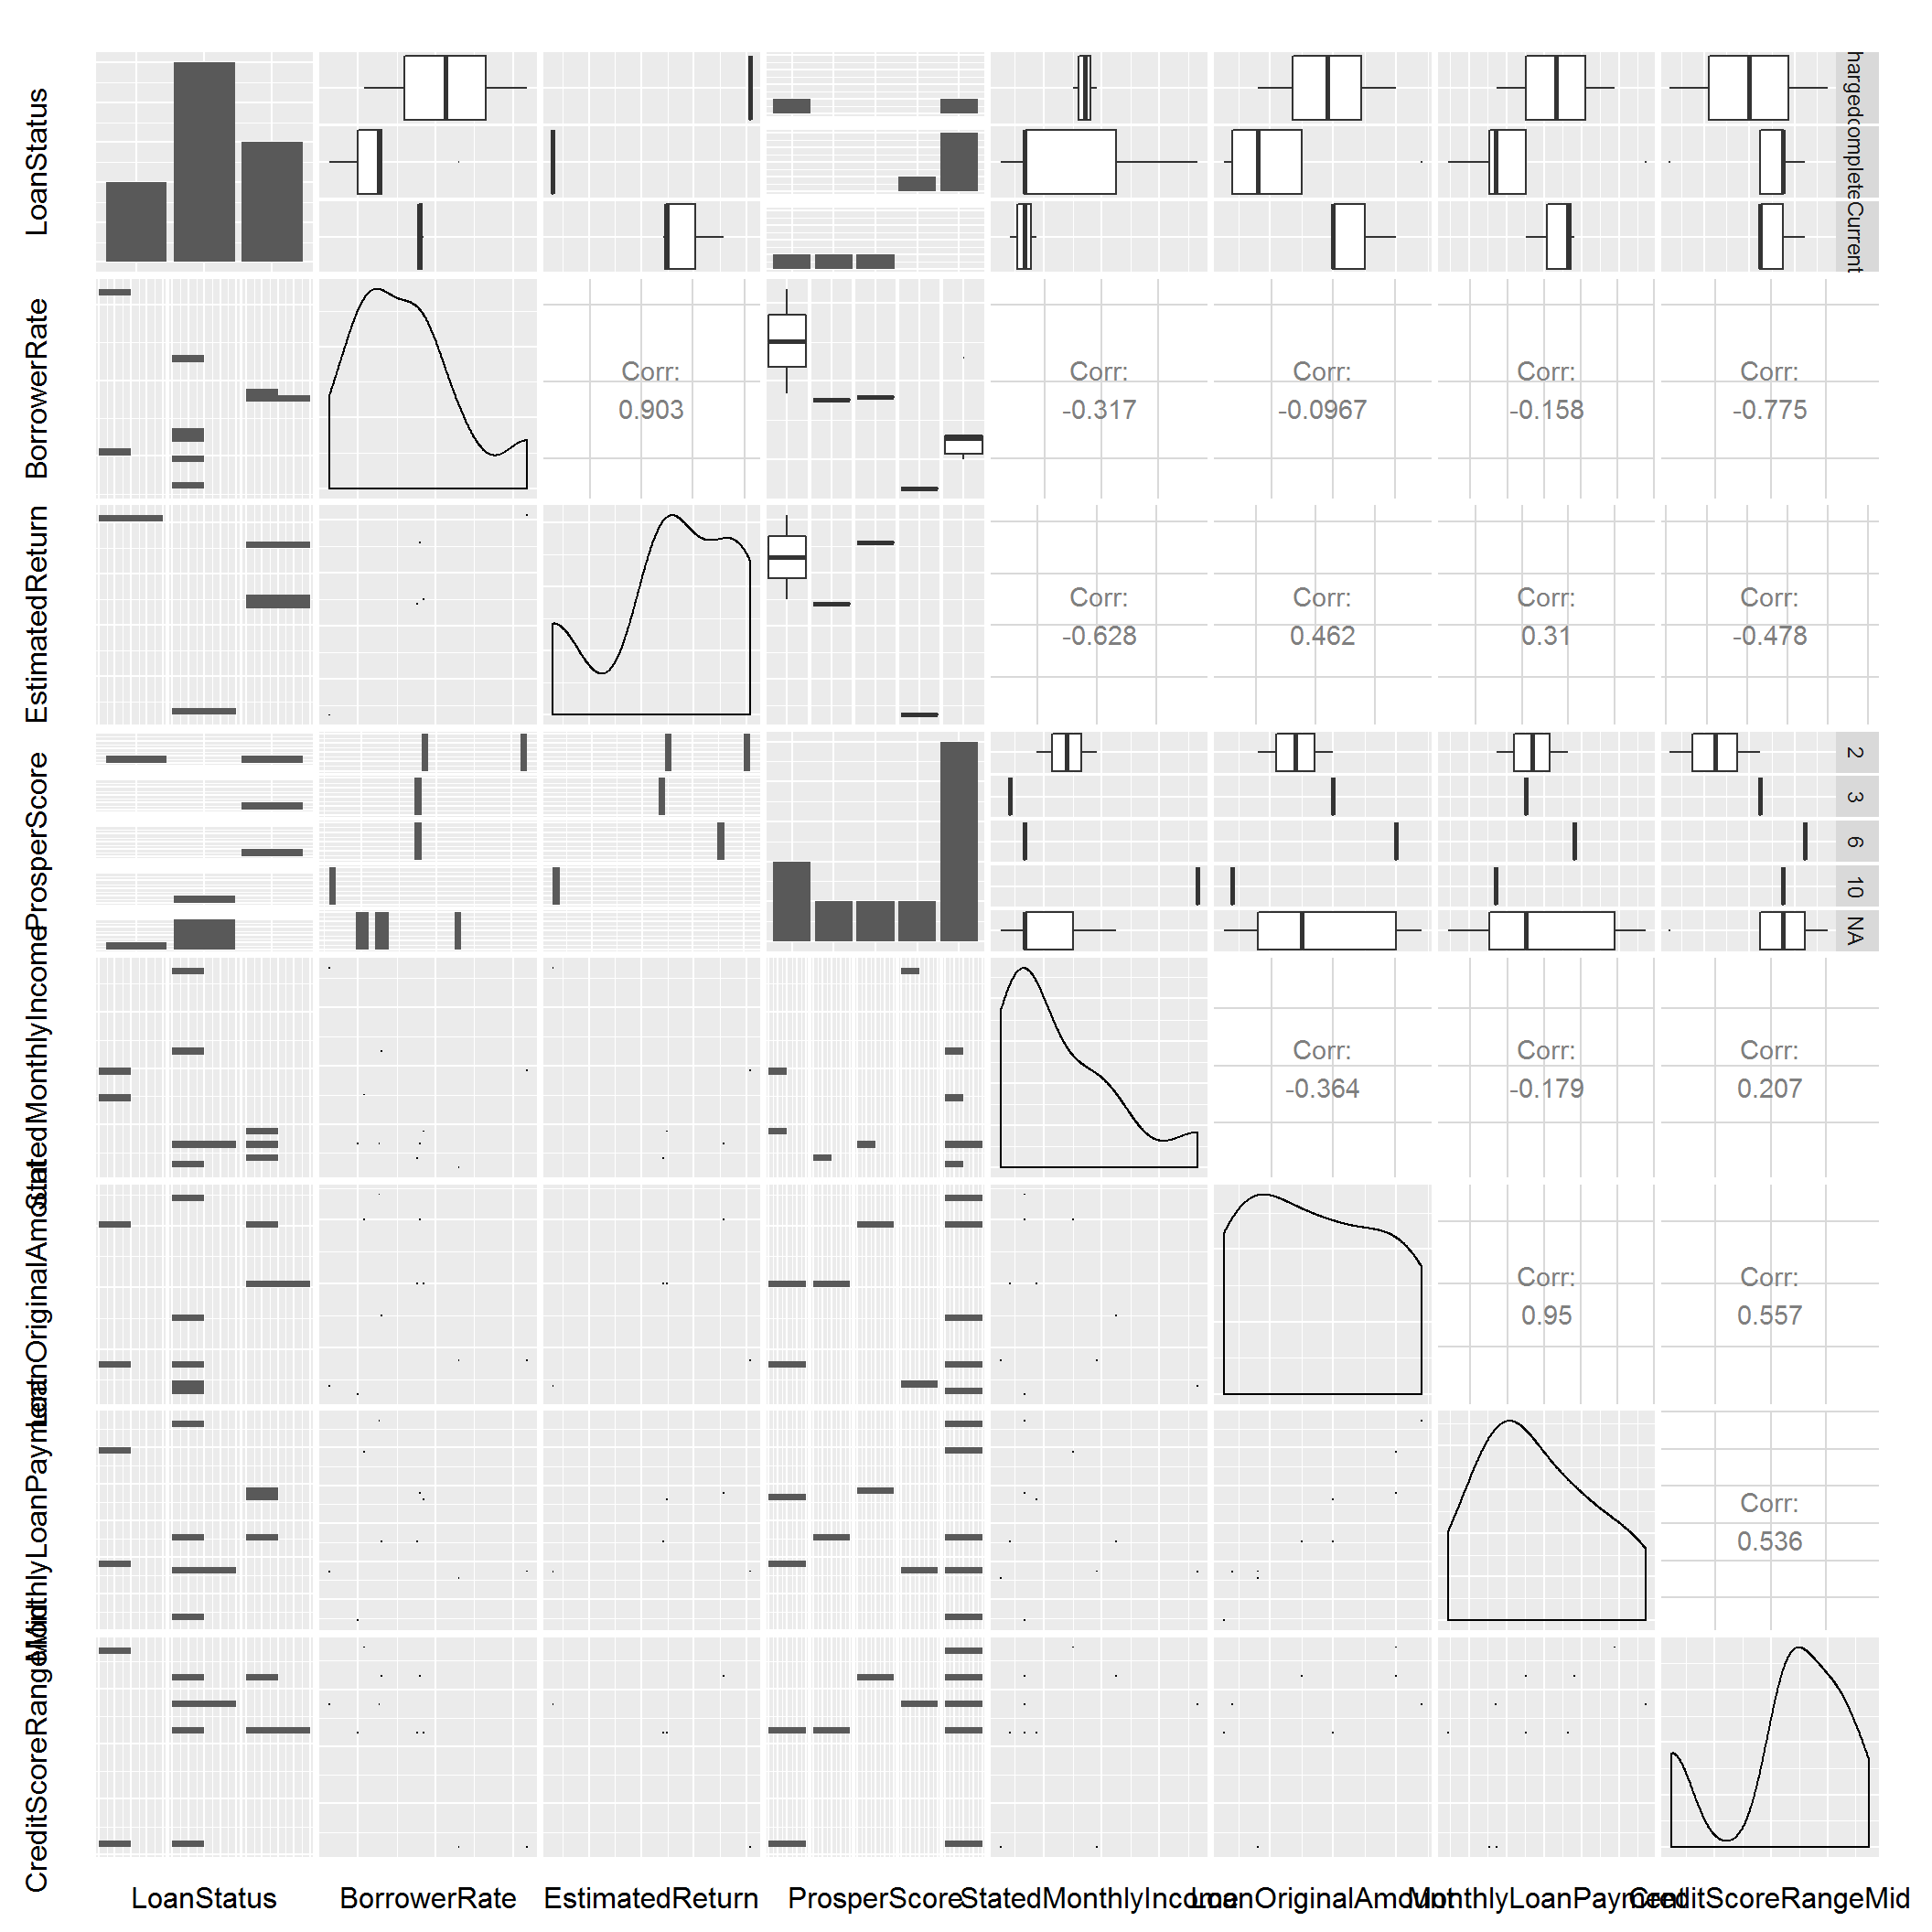 LoanStatus
harged
complete
Current
BorrowerRate
Corr:
0.903
Corr:
-0.317
Corr:
-0.0967
Corr:
-0.158
Corr:
-0.775
EstimatedReturn
Corr:
-0.628
Corr:
0.462
Corr:
0.31
Corr:
-0.478
ProsperScore
2
3
6
10
NA
StatedMonthlyIncome
Corr:
-0.364
Corr:
-0.179
Corr:
0.207
LoanOriginalAmount
Corr:
0.95
Corr:
0.557
MonthlyLoanPayment
Corr:
0.536
CreditScoreRangeMid
LoanStatus
BorrowerRate
EstimatedReturn
ProsperScore
StatedMonthlyIncome
LoanOriginalAmount
MonthlyLoanPayment
CreditScoreRangeMid